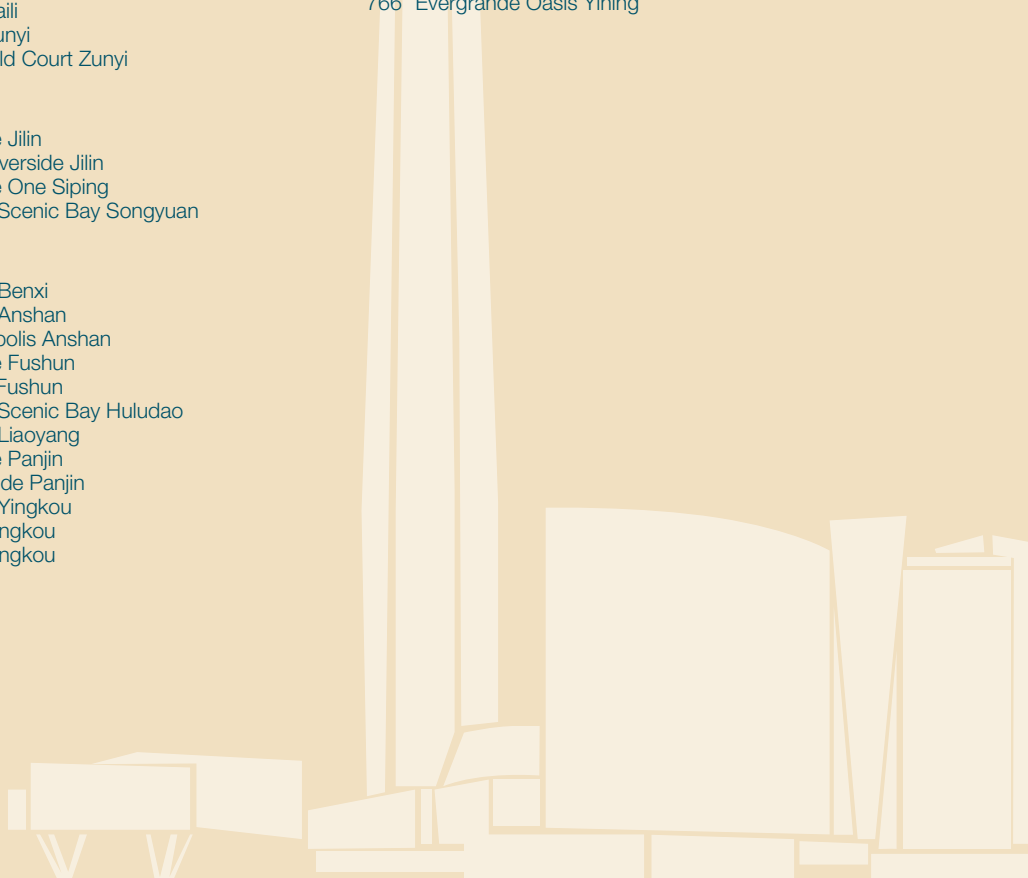 aili
unyi
ld Court Zunyi
e Jilin
verside Jilin
e One Siping
Scenic Bay Songyuan
Benxi
Anshan
polis Anshan
e Fushun
Fushun
Scenic Bay Huludao
Liaoyang
e Panjin
de Panjin
Yingkou
ngkou
ngkou
766 Evergrande Oasis Yining